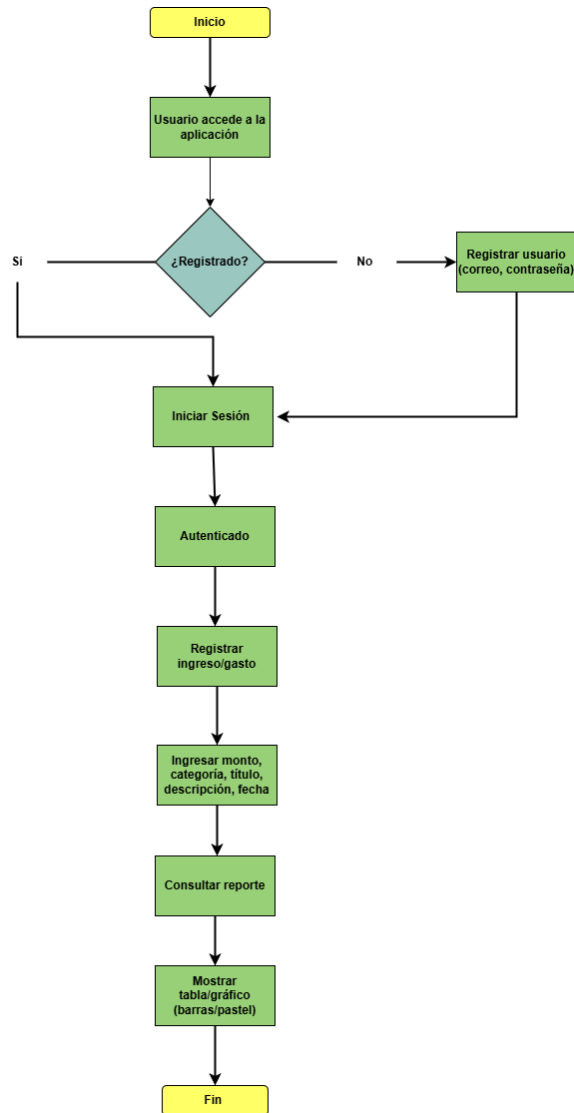 Inicio
Usuario accede a la
aplicación
Si
¿Registrado?
No
Registrar usuario
(correo, contraseña)
Iniciar Sesión
Autenticado
Registrar
ingreso/gasto
Ingresar monto,
categoría, título,
descripción, fecha
Consultar reporte
Mostrar
tabla/gráfico
(barras/pastel)
Fin